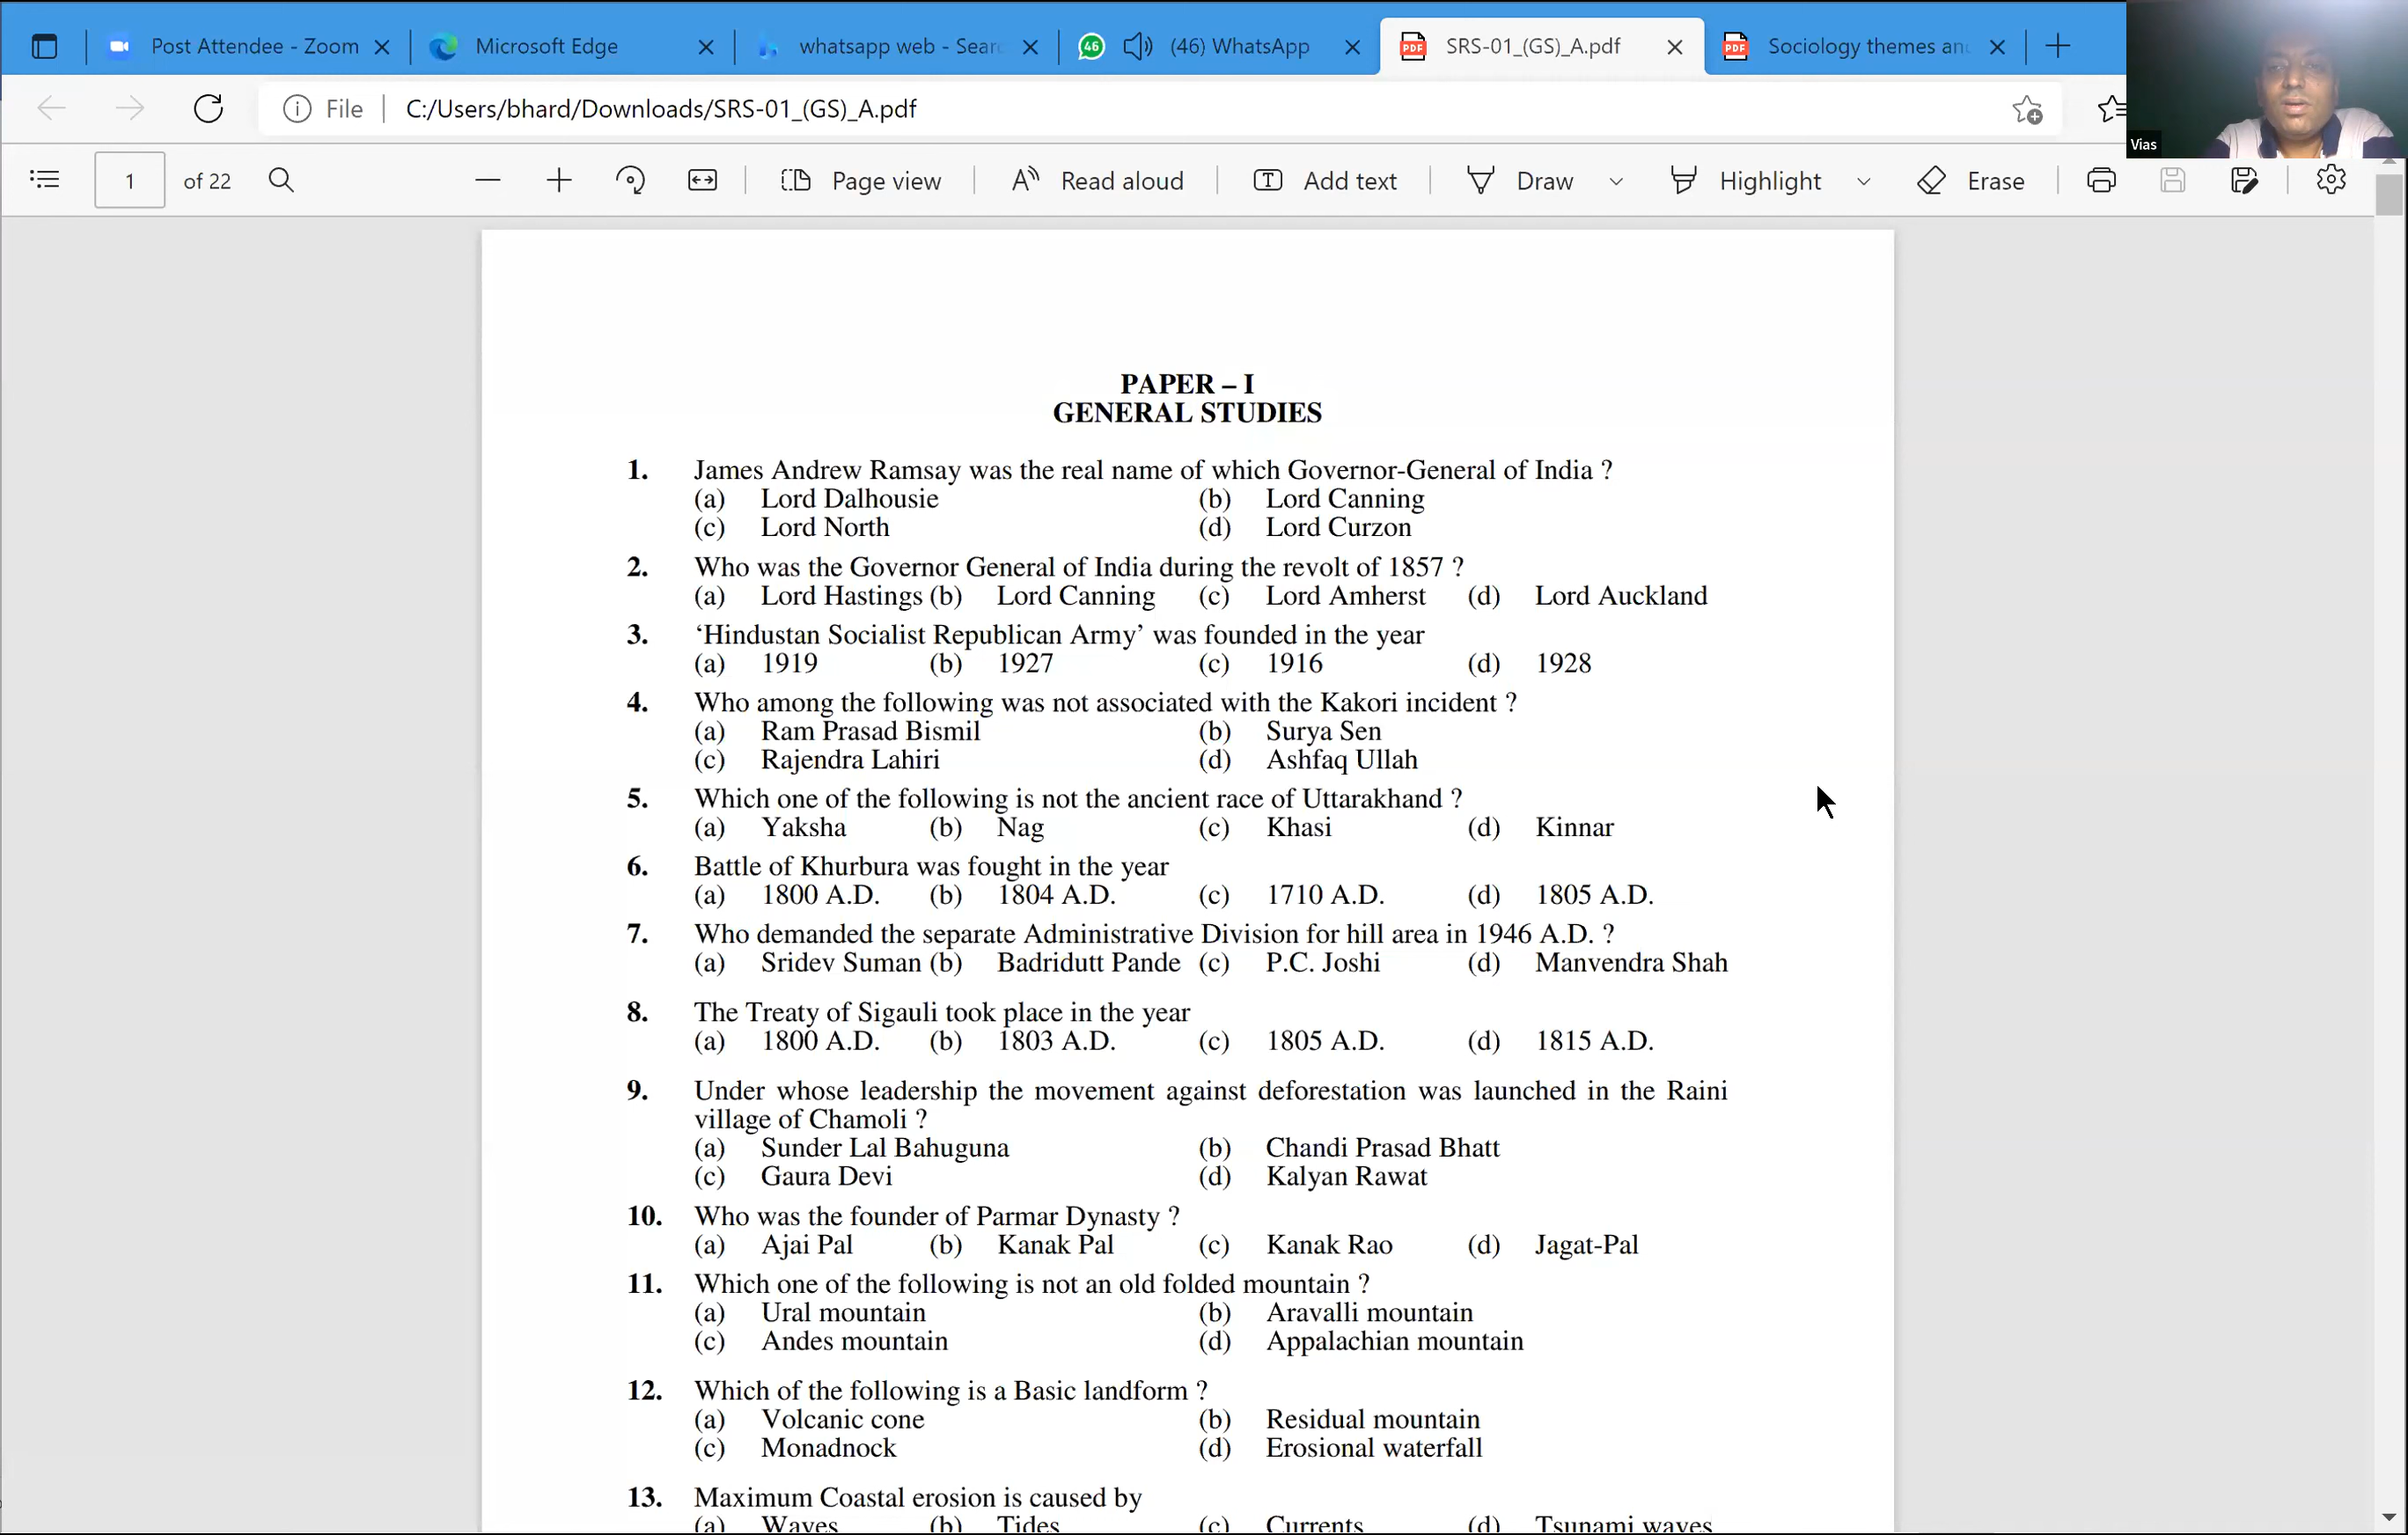 Post Attendee - Zoom
Microsoft Edge
whatsapp web - Sear
46 (46) WhatsApp
PDF SRS-01_(GS)_A.pdf
PDF Sociology themes an
File C:/Users/bhard/Downloads/SRS-01_(GS)_A.pdf
Vias
1 of 22 Page view Read aloud Add text Draw Highlight Erase
PAPER – I
GENERAL STUDIES
1. James Andrew Ramsay was the real name of which Governor-General of India ?
(a) Lord Dalhousie (b) Lord Canning
(c) Lord North (d) Lord Curzon
2. Who was the Governor General of India during the revolt of 1857 ?
(a) Lord Hastings (b) Lord Canning (c) Lord Amherst (d) Lord Auckland
3. ‘Hindustan Socialist Republican Army’ was founded in the year
(a) 1919 (b) 1927 (c) 1916 (d) 1928
4. Who among the following was not associated with the Kakori incident ?
(a) Ram Prasad Bismil (b) Surya Sen
(c) Rajendra Lahiri (d) Ashfaq Ullah
5. Which one of the following is not the ancient race of Uttarakhand ?
(a) Yaksha (b) Nag (c) Khasi (d) Kinnar
6. Battle of Khurbura was fought in the year
(a) 1800 A.D. (b) 1804 A.D. (c) 1710 A.D. (d) 1805 A.D.
7. Who demanded the separate Administrative Division for hill area in 1946 A.D. ?
(a) Sridev Suman (b) Badridutt Pande (c) P.C. Joshi (d) Manvendra Shah
8. The Treaty of Sigauli took place in the year
(a) 1800 A.D. (b) 1803 A.D. (c) 1805 A.D. (d) 1815 A.D.
9. Under whose leadership the movement against deforestation was launched in the Raini
village of Chamoli ?
(a) Sunder Lal Bahuguna (b) Chandi Prasad Bhatt
(c) Gaura Devi (d) Kalyan Rawat
10. Who was the founder of Parmar Dynasty ?
(a) Ajai Pal (b) Kanak Pal (c) Kanak Rao (d) Jagat-Pal
11. Which one of the following is not an old folded mountain ?
(a) Ural mountain (b) Aravalli mountain
(c) Andes mountain (d) Appalachian mountain
12. Which of the following is a Basic landform ?
(a) Volcanic cone (b) Residual mountain
(c) Monadnock (d) Erosional waterfall
13. Maximum Coastal erosion is caused by
(a) Waves (b) Tides (c) Currents (d) Tsunami waves